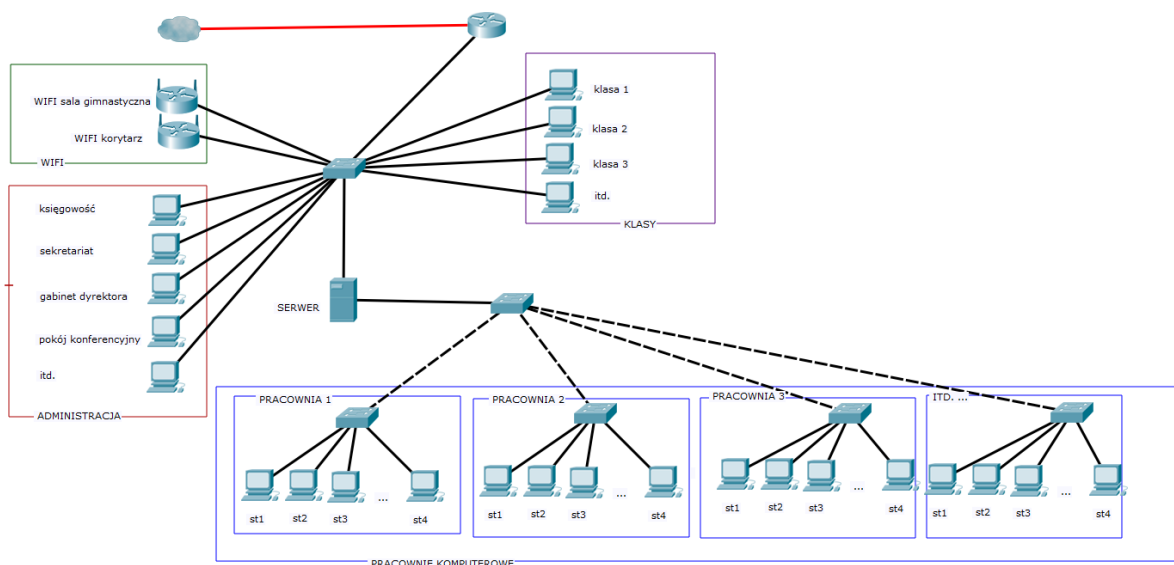 WIFI sala gimnastyczna
WIFI korytarz
WIFI
klasa 1
klasa 2
klasa 3
itd.
KLASY
księgowość
sekretariat
gabinet dyrektora
pokój konferencyjny
itd.
ADMINISTRACJA
SERWER
PRACOWNIA 1
st1 st2 st3 ... st4
PRACOWNIA 2
st1 st2 st3 ... st4
PRACOWNIA 3
st1 st2 st3 ... st4
ITD. ...
st1 st2 st3 ... st4
PRACOWNIE KOMPUTEROWE